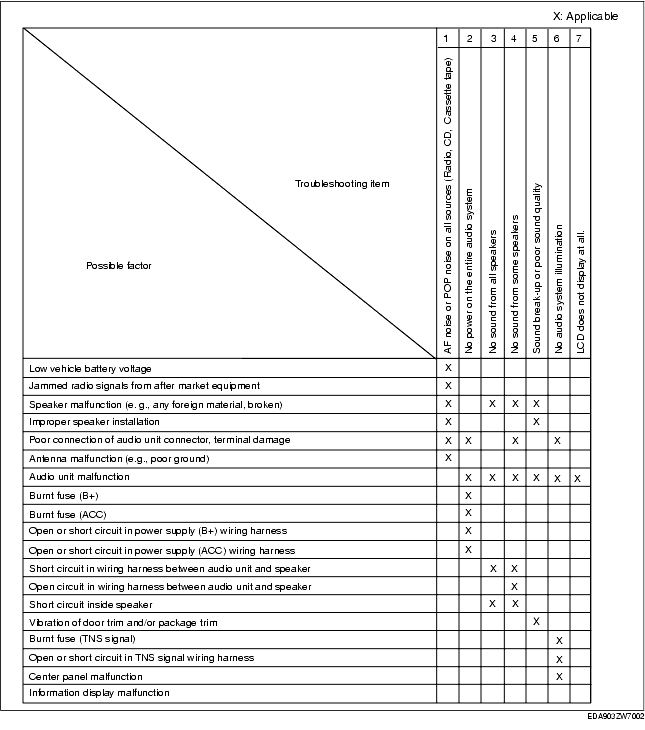 X: Applicable
1 2 3 4 5 6 7
Troubleshooting item
Possible factor
AF noise or POP noise on all sources (Radio, CD, Cassette tape)
No power on the entire audio system
No sound from all speakers
No sound from some speakers
Sound break-up or poor sound quality
No audio system illumination
LCD does not display at all.
Low vehicle battery voltage X
Jammed radio signals from after market equipment X
Speaker malfunction (e. g., any foreign material, broken) X X X X
Improper speaker installation X X
Poor connection of audio unit connector, terminal damage X X X X
Antenna malfunction (e.g., poor ground) X
Audio unit malfunction X X X X X X
Burnt fuse (B+) X
Burnt fuse (ACC) X
Open or short circuit in power supply (B+) wiring harness X
Open or short circuit in power supply (ACC) wiring harness X
Short circuit in wiring harness between audio unit and speaker X X
Open circuit in wiring harness between audio unit and speaker X
Short circuit inside speaker X X
Vibration of door trim and/or package trim X
Burnt fuse (TNS signal) X
Open or short circuit in TNS signal wiring harness X
Center panel malfunction X
Information display malfunction
EDA903ZW7002